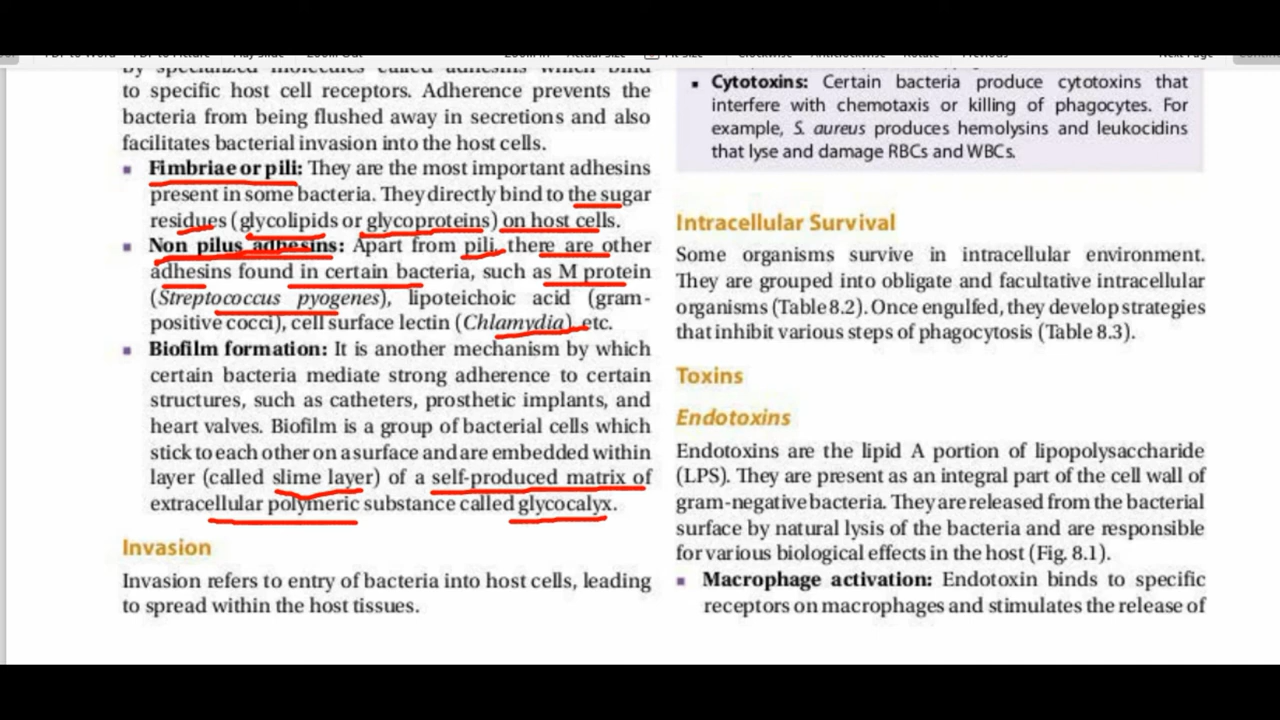 by specialized molecules called adhesins which bind
to specific host cell receptors. Adherence prevents the
bacteria from being flushed away in secretions and also
facilitates bacterial invasion into the host cells.
▪ Fimbriae or pili: They are the most important adhesins
present in some bacteria. They directly bind to the sugar
residues (glycolipids or glycoproteins) on host cells.
▪ Non pilus adhesins: Apart from pili, there are other
adhesins found in certain bacteria, such as M protein
(Streptococcus pyogenes), lipoteichoic acid (gram-
positive cocci), cell surface lectin (Chlamydia), etc.
▪ Biofilm formation: It is another mechanism by which
certain bacteria mediate strong adherence to certain
structures, such as catheters, prosthetic implants, and
heart valves. Biofilm is a group of bacterial cells which
stick to each other on a surface and are embedded within
layer (called slime layer) of a self-produced matrix of
extracellular polymeric substance called glycocalyx.
Invasion
Invasion refers to entry of bacteria into host cells, leading
to spread within the host tissues.
▪ Cytotoxins: Certain bacteria produce cytotoxins that
interfere with chemotaxis or killing of phagocytes. For
example, S. aureus produces hemolysins and leukocidins
that lyse and damage RBCs and WBCs.
Intracellular Survival
Some organisms survive in intracellular environment.
They are grouped into obligate and facultative intracellular
organisms (Table 8.2). Once engulfed, they develop strategies
that inhibit various steps of phagocytosis (Table 8.3).
Toxins
Endotoxins
Endotoxins are the lipid A portion of lipopolysaccharide
(LPS). They are present as an integral part of the cell wall of
gram-negative bacteria. They are released from the bacterial
surface by natural lysis of the bacteria and are responsible
for various biological effects in the host (Fig. 8.1).
▪ Macrophage activation: Endotoxin binds to specific
receptors on macrophages and stimulates the release of